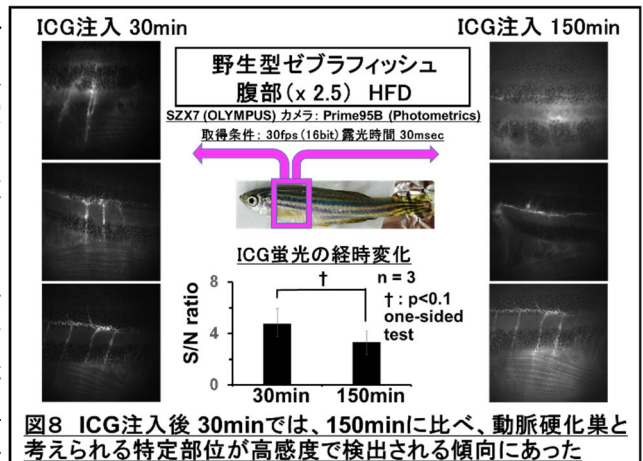 ICG注入 30min
ICG注入 150min
野生型ゼブラフィッシュ
腹部(x 2.5) HFD
SZX7 (OLYMPUS) カメラ: Prime95B (Photometrics)
取得条件: 30fps (16bit) 露光時間 30msec
ICG蛍光の経時変化
S/N ratio
8
4
0
†
n = 3
† : p<0.1
one-sided
test
30min
150min
図8 ICG注入後 30minでは、150minに比べ、動脈硬化巣と
考えられる特定部位が高感度で検出される傾向にあった